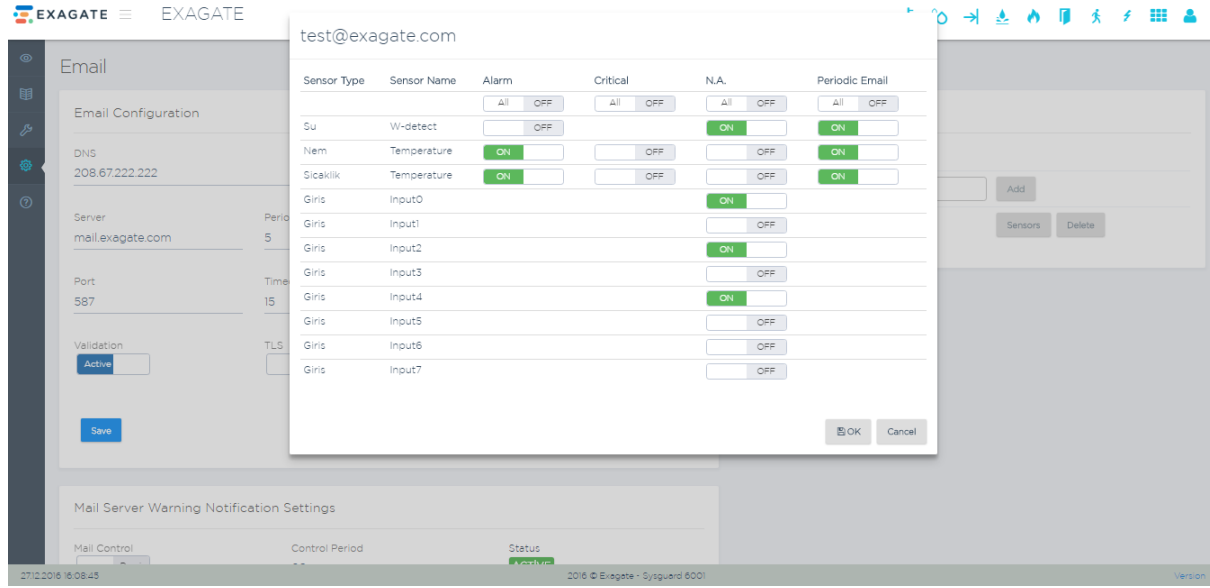 EXAGATE EXAGATE
test@exagate.com
Email
Sensor Type Sensor Name Alarm Critical N.A. Periodic Email
All OFF All OFF All OFF All OFF
Email Configuration
Su W-detect OFF ON ON
DNS
Nem Temperature ON OFF OFF ON
208.67.222.222
Sicaklik Temperature ON OFF OFF ON
Add
Giris Input0 ON
Server Perio
Giris Input1 OFF
Sensors Delete
mail.exagate.com 5
Giris Input2 ON
Giris Input3 OFF
Port Time
587 15
Giris Input4 ON
Giris Input5 OFF
Validation TLS
Giris Input6 OFF
Active
Giris Input7 OFF
Save
OK Cancel
Mail Server Warning Notification Settings
Mail Control Control Period Status
ACTIVE
27.12.2016 16:08:45 2016 © Exagate - Sysguard 6001 Version